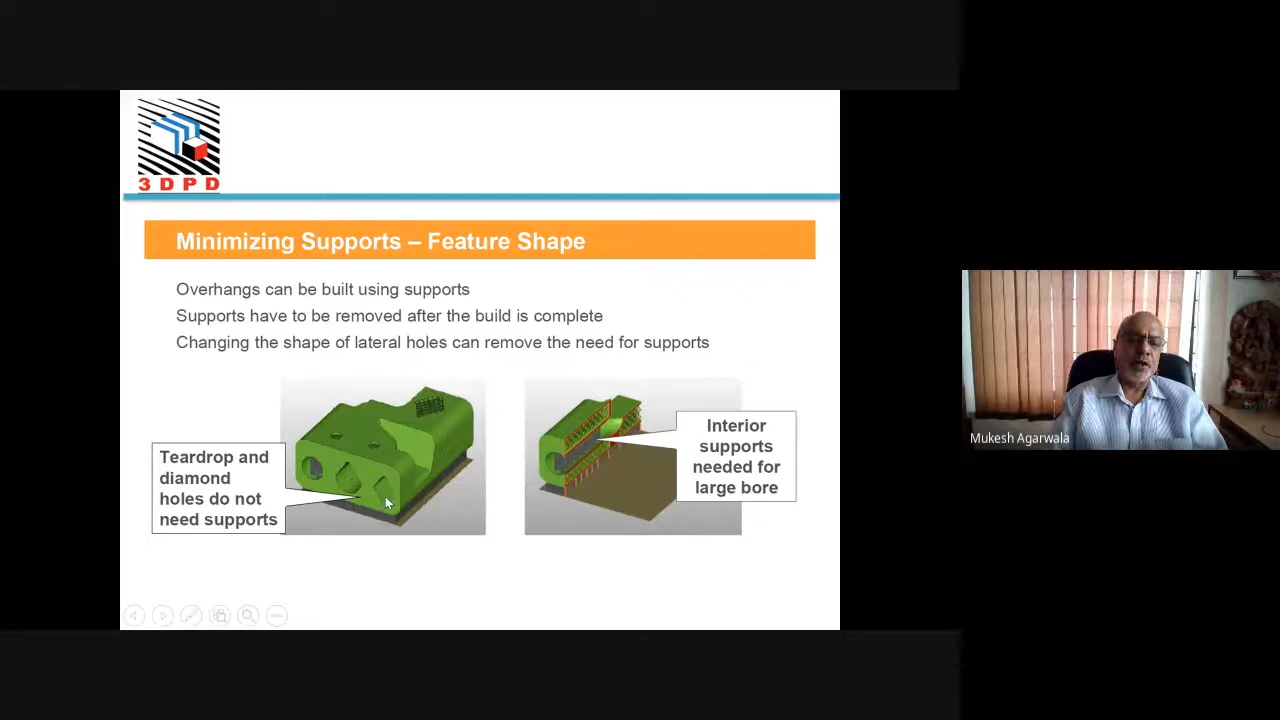 3DPD
Minimizing Supports – Feature Shape
Overhangs can be built using supports
Supports have to be removed after the build is complete
Changing the shape of lateral holes can remove the need for supports
Teardrop and
diamond
holes do not
need supports
Interior
supports
needed for
large bore
Mukesh Agarwala